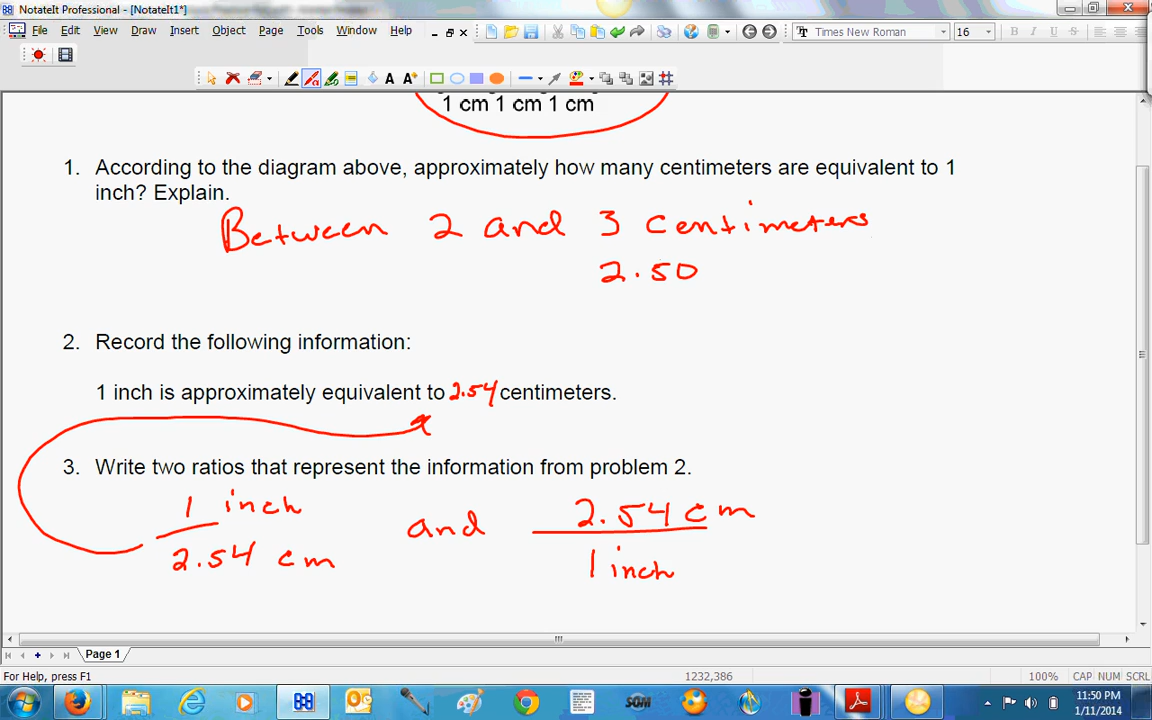 NotateIt Professional - [NotateIt1*]
File Edit View Draw Insert Object Page Tools Window Help
Times New Roman 16 B I U S
A A
1 cm 1 cm 1 cm
1. According to the diagram above, approximately how many centimeters are equivalent to 1
inch? Explain.
Between 2 and 3 Centimeters
2.50
2. Record the following information:
1 inch is approximately equivalent to 2.54 centimeters.
3. Write two ratios that represent the information from problem 2.
1 inch and 2.54 cm
2.54 cm 1 inch
Page 1
For Help, press F1 1232,386 100% CAP NUM SCRL
SGM
11:50 PM
1/11/2014